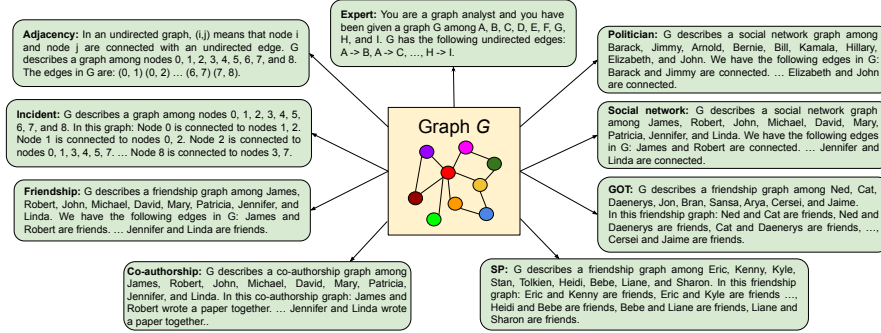 Expert: You are a graph analyst and you have
been given a graph G among A, B, C, D, E, F, G,
H, and I. G has the following undirected edges:
A -> B, A -> C, …, H -> I.
Adjacency: In an undirected graph, (i,j) means that node i
and node j are connected with an undirected edge. G
describes a graph among nodes 0, 1, 2, 3, 4, 5, 6, 7, and 8.
The edges in G are: (0, 1) (0, 2) … (6, 7) (7, 8).
Incident: G describes a graph among nodes 0, 1, 2, 3, 4, 5,
6, 7, and 8. In this graph: Node 0 is connected to nodes 1, 2.
Node 1 is connected to nodes 0, 2. Node 2 is connected to
nodes 0, 1, 3, 4, 5, 7. … Node 8 is connected to nodes 3, 7.
Friendship: G describes a friendship graph among James,
Robert, John, Michael, David, Mary, Patricia, Jennifer, and
Linda. We have the following edges in G: James and
Robert are friends. … Jennifer and Linda are friends.
Co-authorship: G describes a co-authorship graph among
James, Robert, John, Michael, David, Mary, Patricia,
Jennifer, and Linda. In this co-authorship graph: James and
Robert wrote a paper together. … Jennifer and Linda wrote
a paper together..
Graph G
Politician: G describes a social network graph among
Barack, Jimmy, Arnold, Bernie, Bill, Kamala, Hillary,
Elizabeth, and John. We have the following edges in G:
Barack and Jimmy are connected. … Elizabeth and John
are connected.
Social network: G describes a social network graph
among James, Robert, John, Michael, David, Mary,
Patricia, Jennifer, and Linda. We have the following edges
in G: James and Robert are connected. … Jennifer and
Linda are connected.
GOT: G describes a friendship graph among Ned, Cat,
Daenerys, Jon, Bran, Sansa, Arya, Cersei, and Jaime.
In this friendship graph: Ned and Cat are friends, Ned and
Daenerys are friends, Cat and Daenerys are friends, …,
Cersei and Jaime are friends.
SP: G describes a friendship graph among Eric, Kenny, Kyle,
Stan, Tolkien, Heidi, Bebe, Liane, and Sharon. In this
friendship graph: Eric and Kenny are friends, Eric and Kyle are friends …,
Heidi and Bebe are friends, Bebe and Liane are friends, Liane and
Sharon are friends.